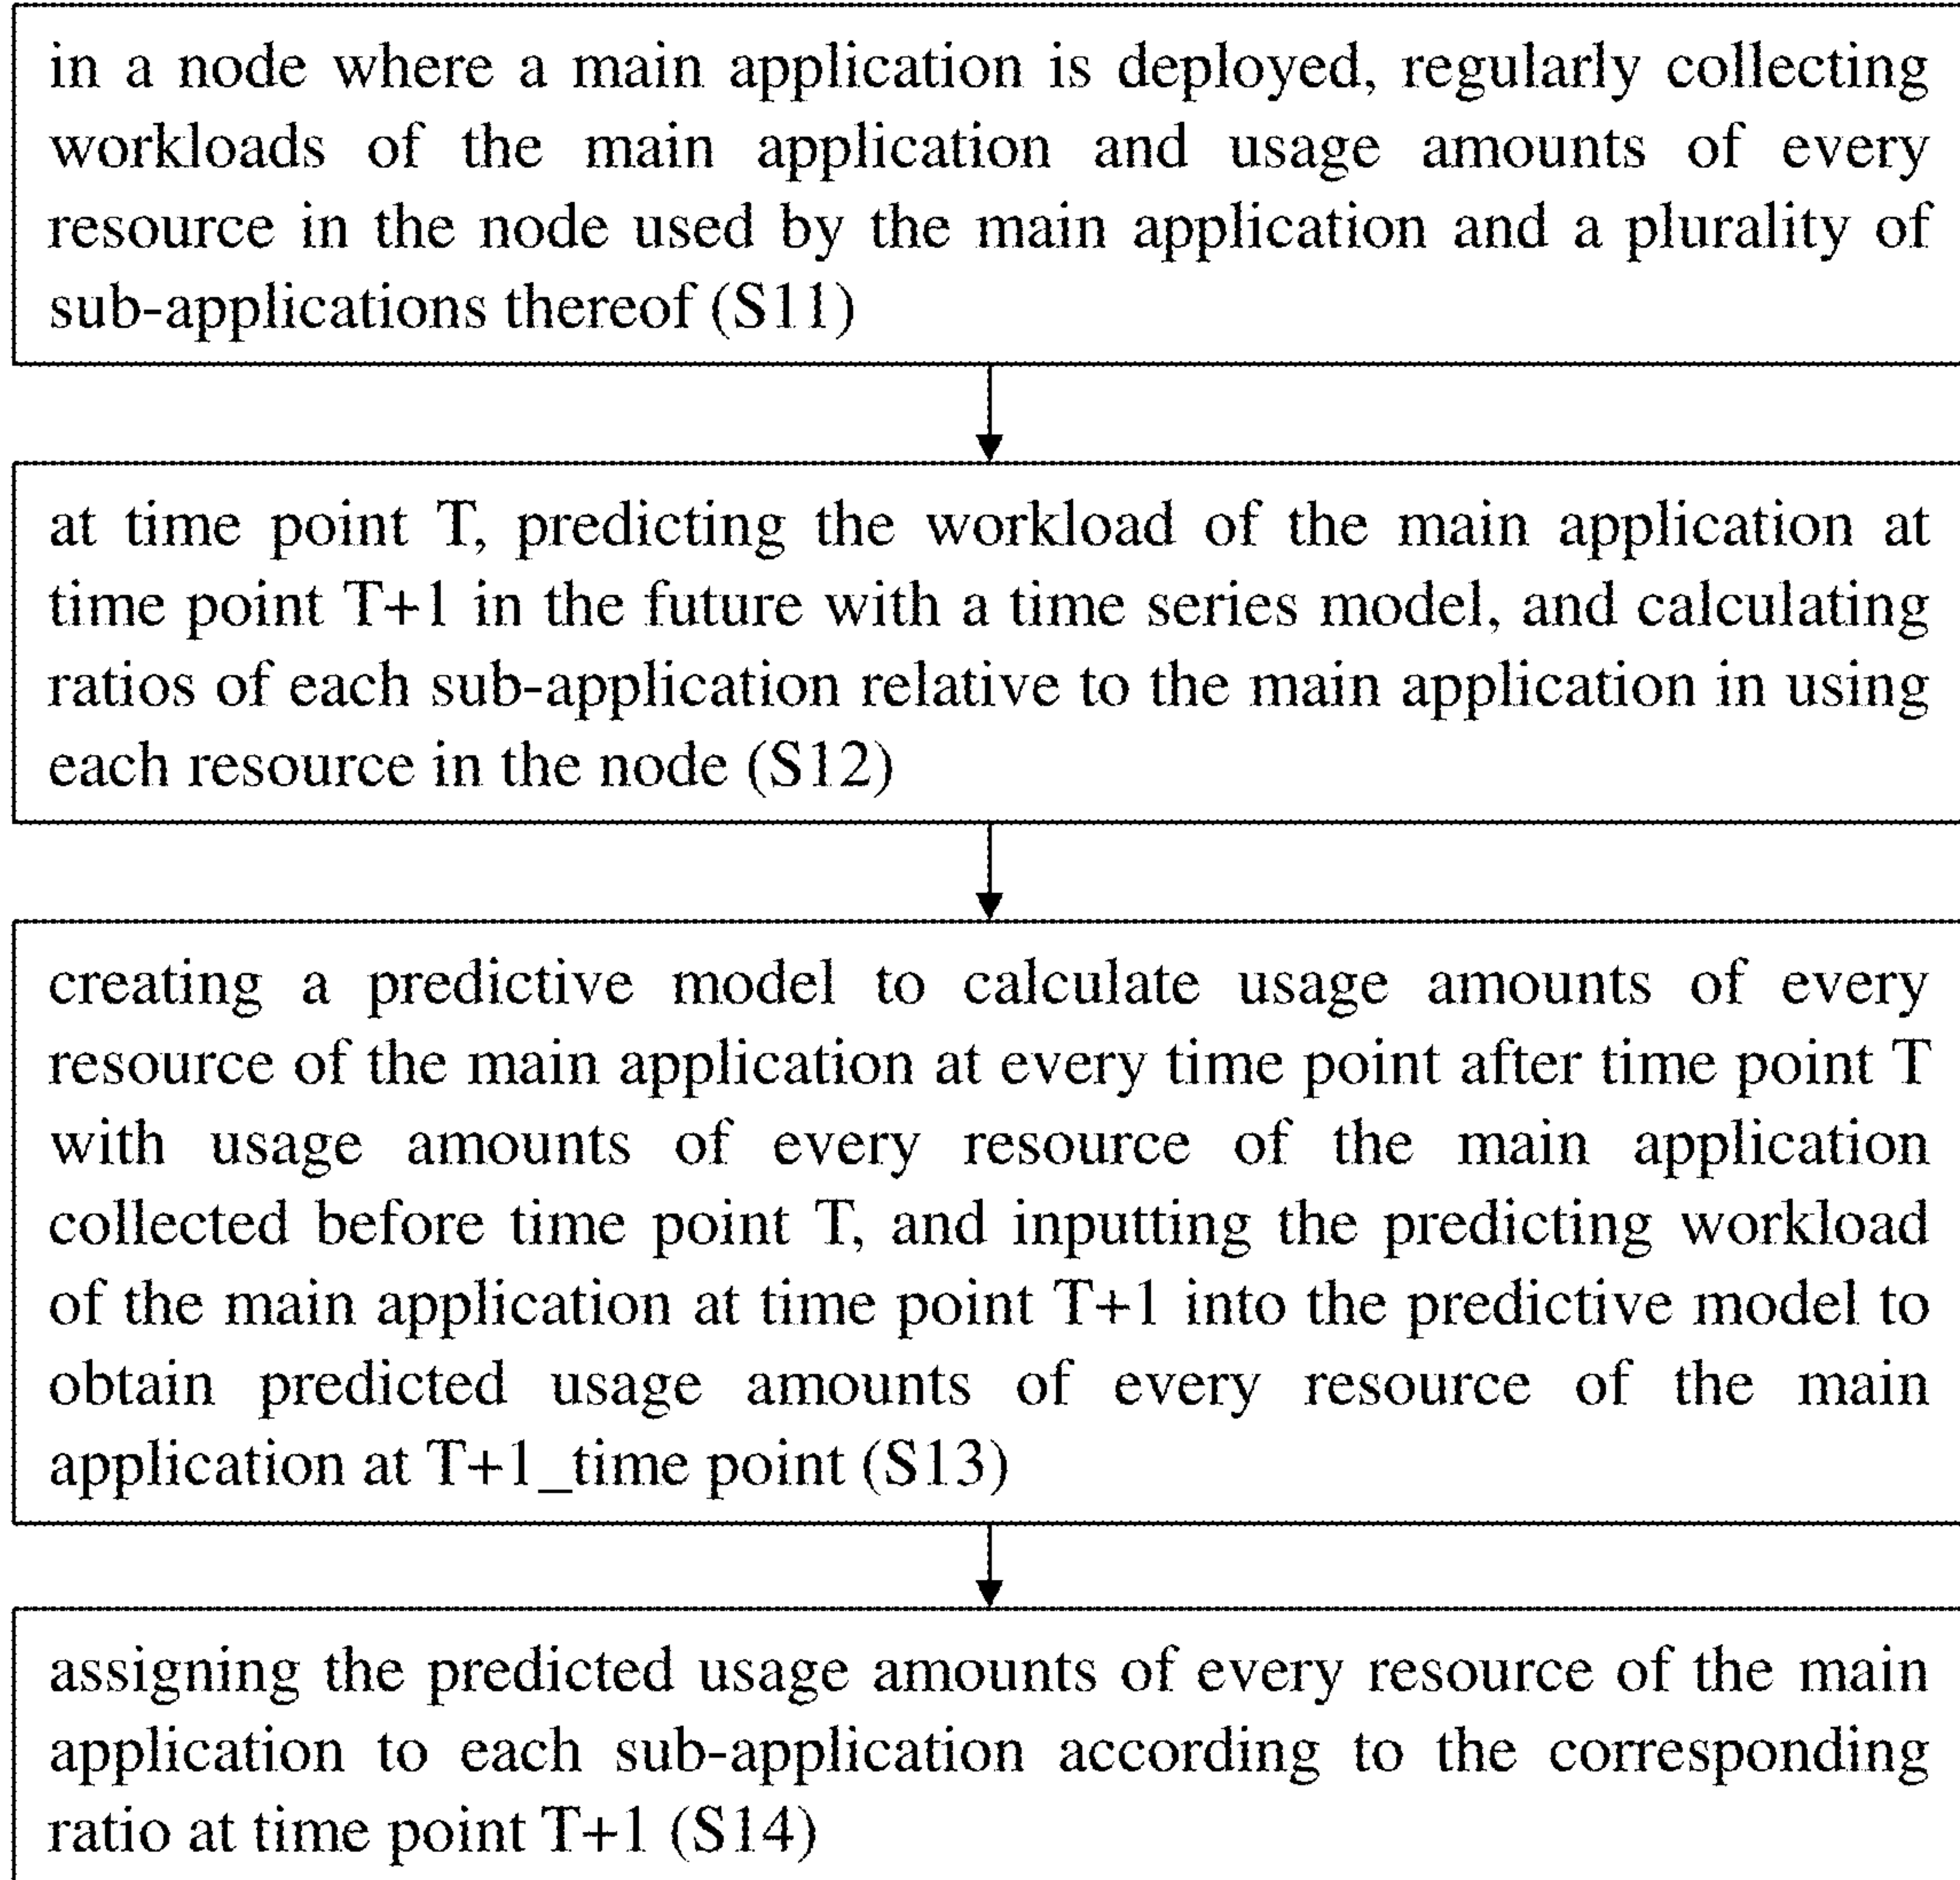 in a node where a main application is deployed, regularly collecting
workloads of the main application and usage amounts of every
resource in the node used by the main application and a plurality of
sub-applications thereof (S11)
at time point T, predicting the workload of the main application at
time point T+1 in the future with a time series model, and calculating
ratios of each sub-application relative to the main application in using
each resource in the node (S12)
creating a predictive model to calculate usage amounts of every
resource of the main application at every time point after time point T
with usage amounts of every resource of the main application
collected before time point T, and inputting the predicting workload
of the main application at time point T+1 into the predictive model to
obtain predicted usage amounts of every resource of the main
application at T+1_time point (S13)
assigning the predicted usage amounts of every resource of the main
application to each sub-application according to the corresponding
ratio at time point T+1 (S14)